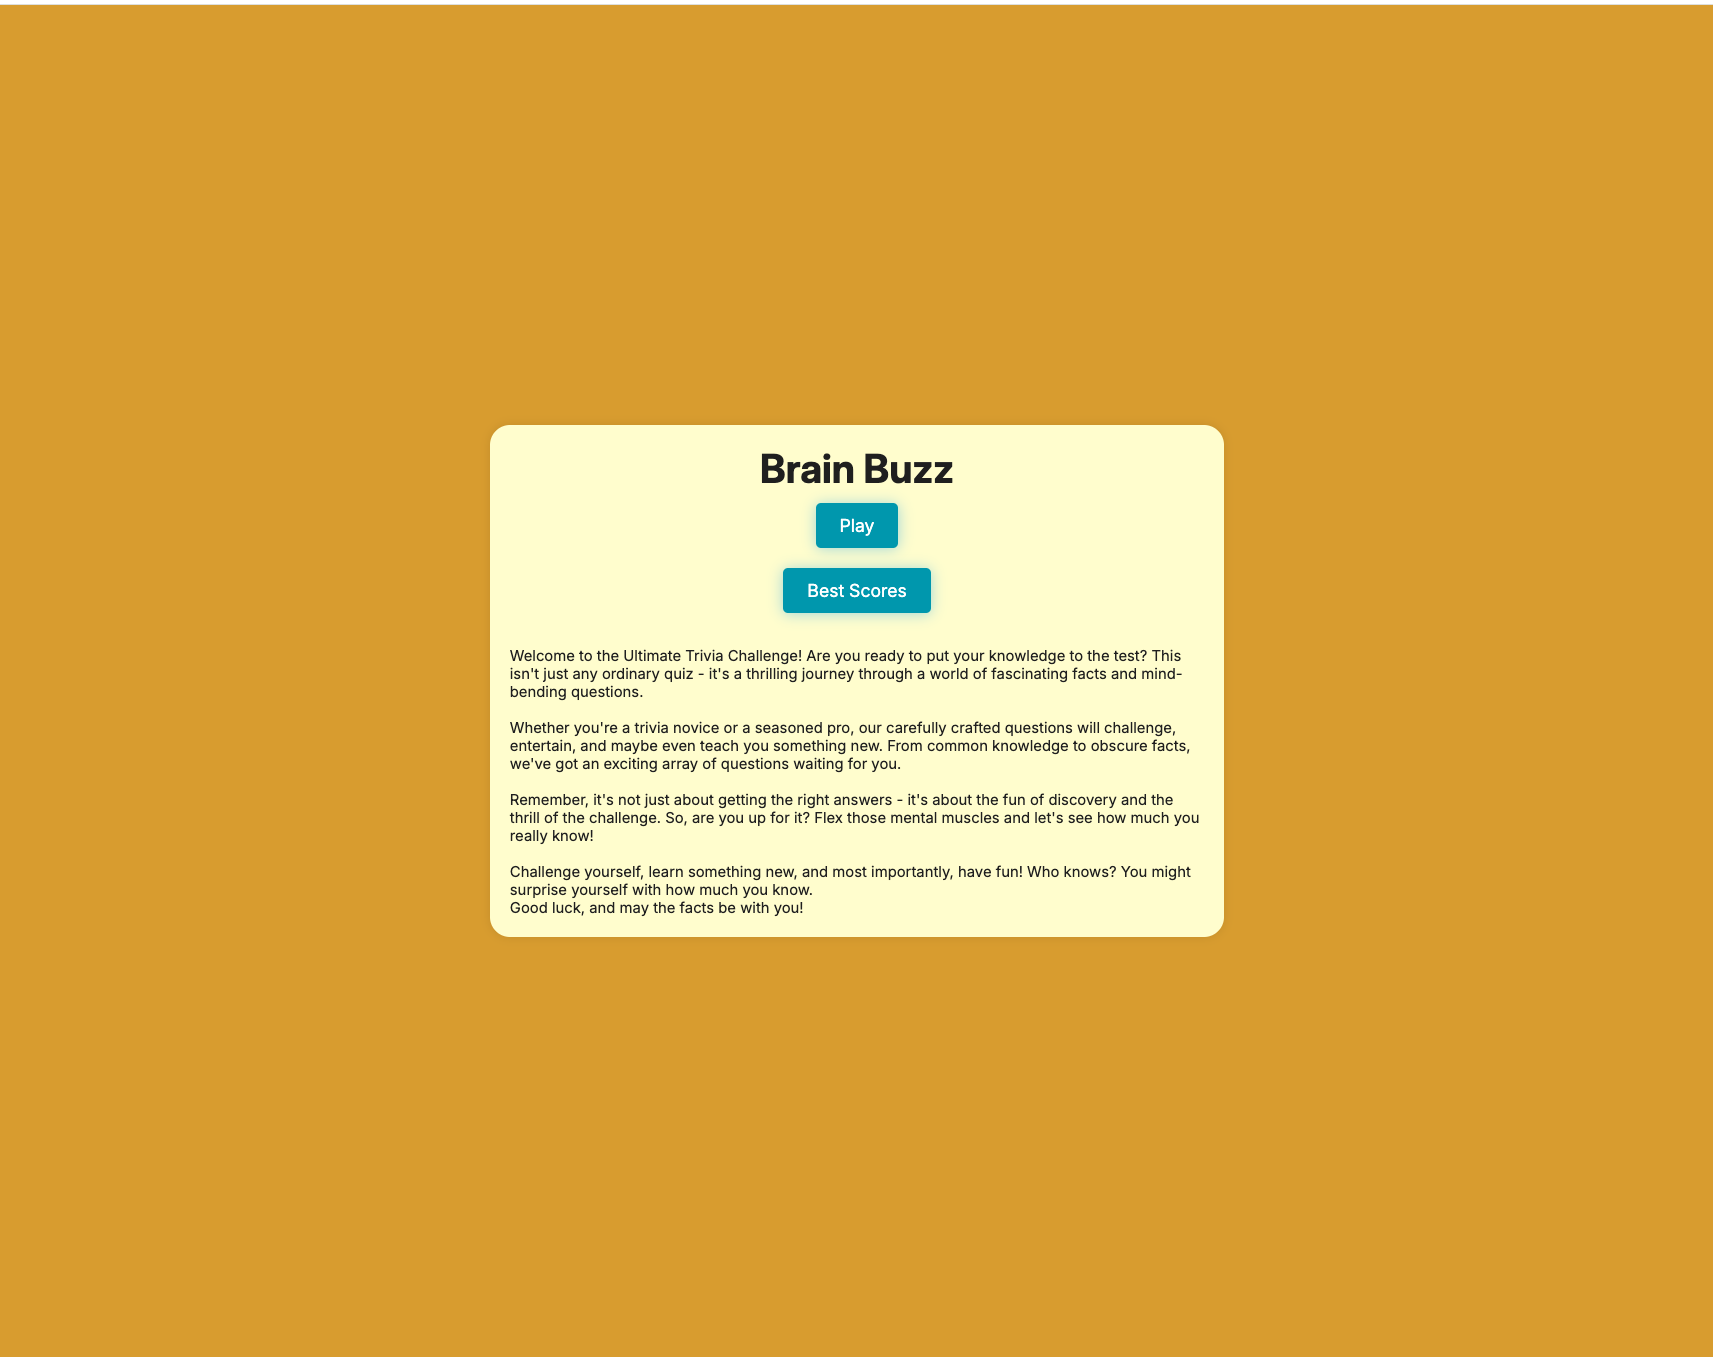 Brain Buzz
Play
Best Scores
Welcome to the Ultimate Trivia Challenge! Are you ready to put your knowledge to the test? This
isn't just any ordinary quiz - it's a thrilling journey through a world of fascinating facts and mind-
bending questions.
Whether you're a trivia novice or a seasoned pro, our carefully crafted questions will challenge,
entertain, and maybe even teach you something new. From common knowledge to obscure facts,
we've got an exciting array of questions waiting for you.
Remember, it's not just about getting the right answers - it's about the fun of discovery and the
thrill of the challenge. So, are you up for it? Flex those mental muscles and let's see how much you
really know!
Challenge yourself, learn something new, and most importantly, have fun! Who knows? You might
surprise yourself with how much you know.
Good luck, and may the facts be with you!